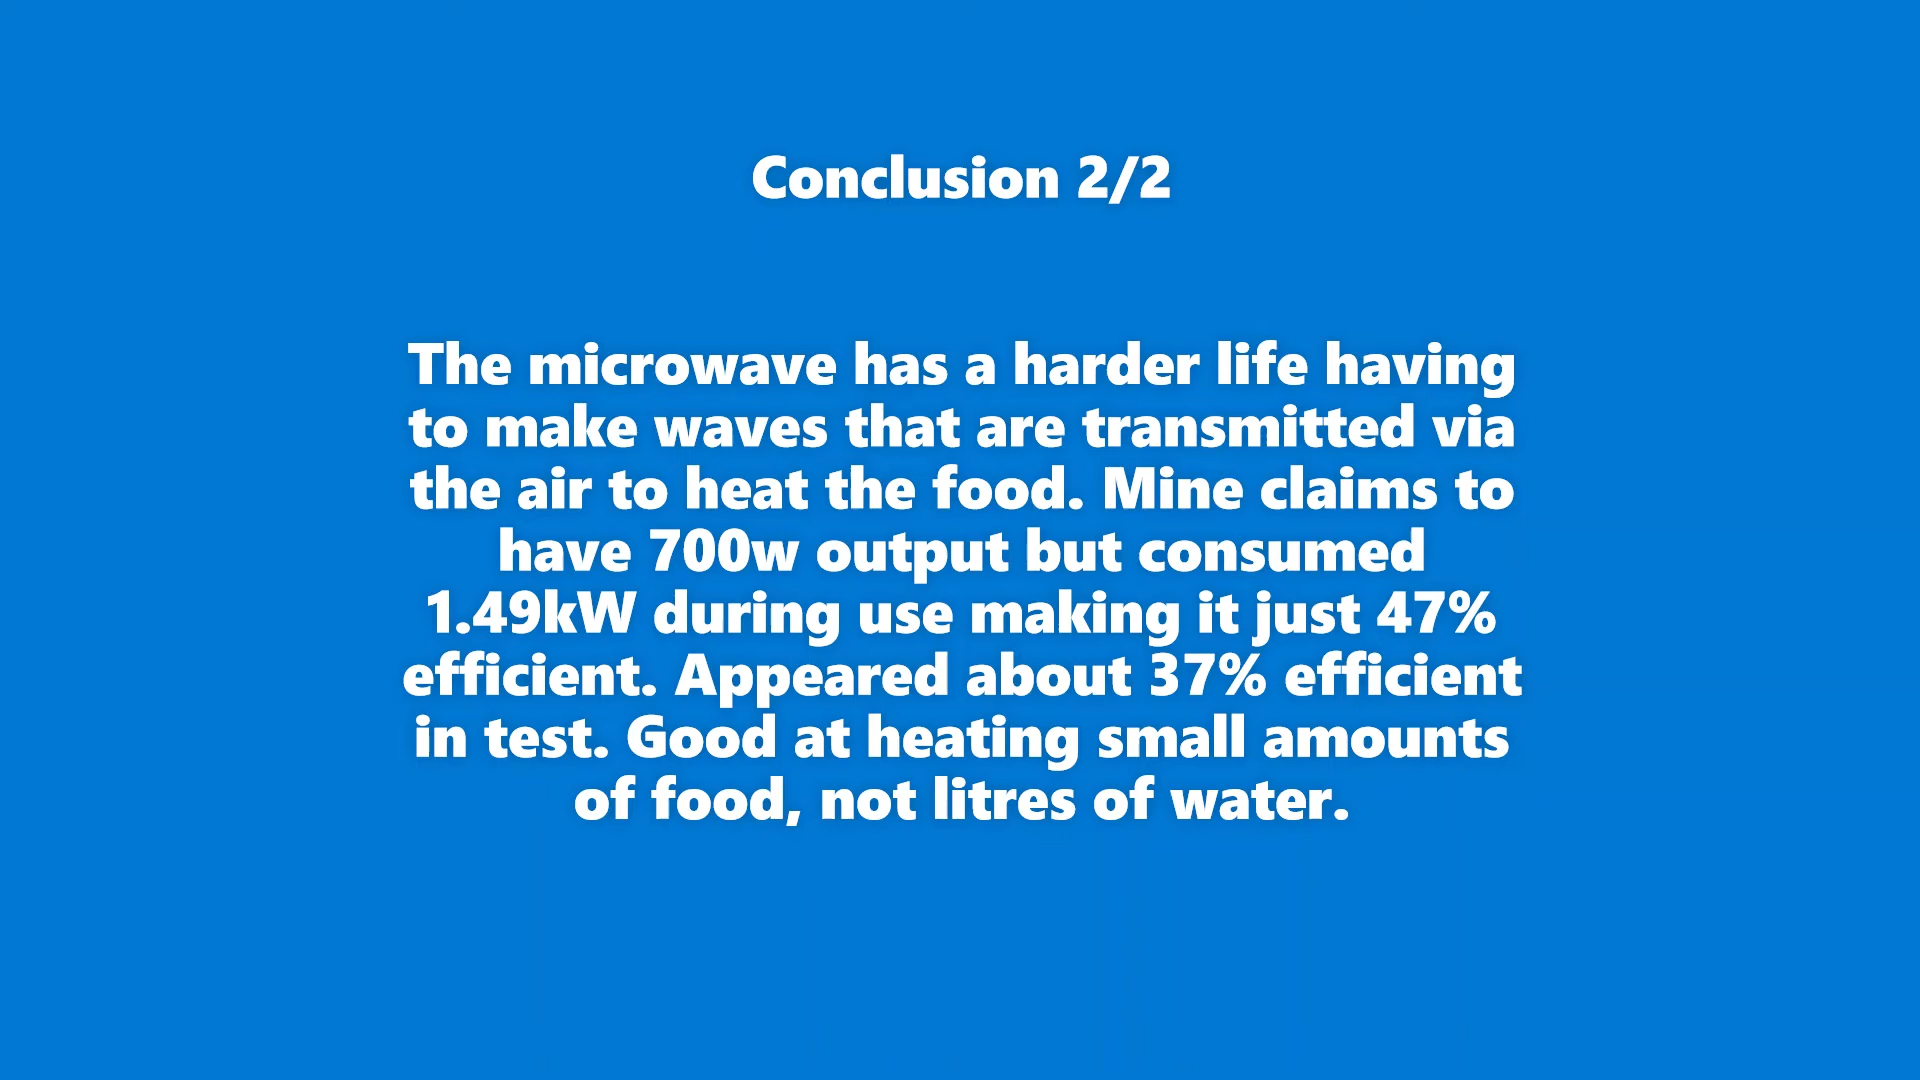 Conclusion 2/2
The microwave has a harder life having
to make waves that are transmitted via
the air to heat the food. Mine claims to
have 700w output but consumed
1.49kW during use making it just 47%
efficient. Appeared about 37% efficient
in test. Good at heating small amounts
of food, not litres of water.